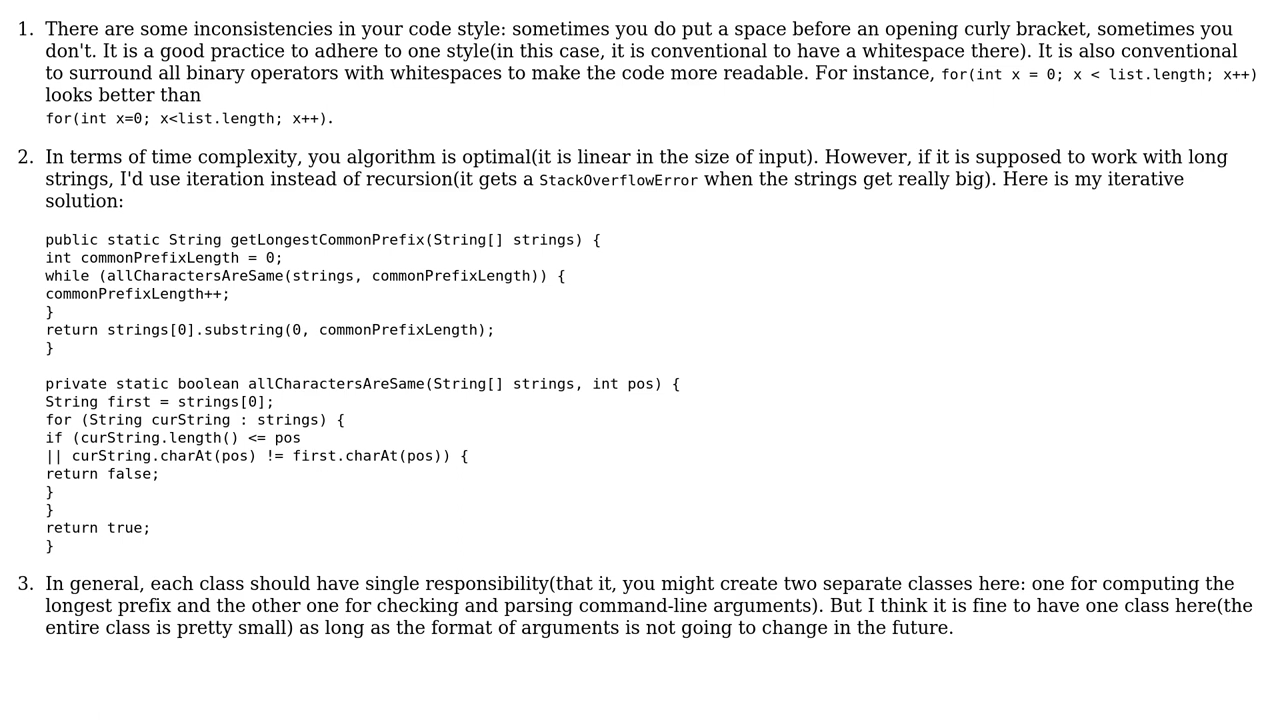 1. There are some inconsistencies in your code style: sometimes you do put a space before an opening curly bracket, sometimes you
don't. It is a good practice to adhere to one style(in this case, it is conventional to have a whitespace there). It is also conventional
to surround all binary operators with whitespaces to make the code more readable. For instance, for(int x = 0; x < list.length; x++)
looks better than
for(int x=0; x<list.length; x++).
2. In terms of time complexity, you algorithm is optimal(it is linear in the size of input). However, if it is supposed to work with long
strings, I'd use iteration instead of recursion(it gets a StackOverflowError when the strings get really big). Here is my iterative
solution:
public static String getLongestCommonPrefix(String[] strings) {
int commonPrefixLength = 0;
while (allCharactersAreSame(strings, commonPrefixLength)) {
commonPrefixLength++;
}
return strings[0].substring(0, commonPrefixLength);
}
private static boolean allCharactersAreSame(String[] strings, int pos) {
String first = strings[0];
for (String curString : strings) {
if (curString.length() <= pos
|| curString.charAt(pos) != first.charAt(pos)) {
return false;
}
}
return true;
}
3. In general, each class should have single responsibility(that it, you might create two separate classes here: one for computing the
longest prefix and the other one for checking and parsing command-line arguments). But I think it is fine to have one class here(the
entire class is pretty small) as long as the format of arguments is not going to change in the future.